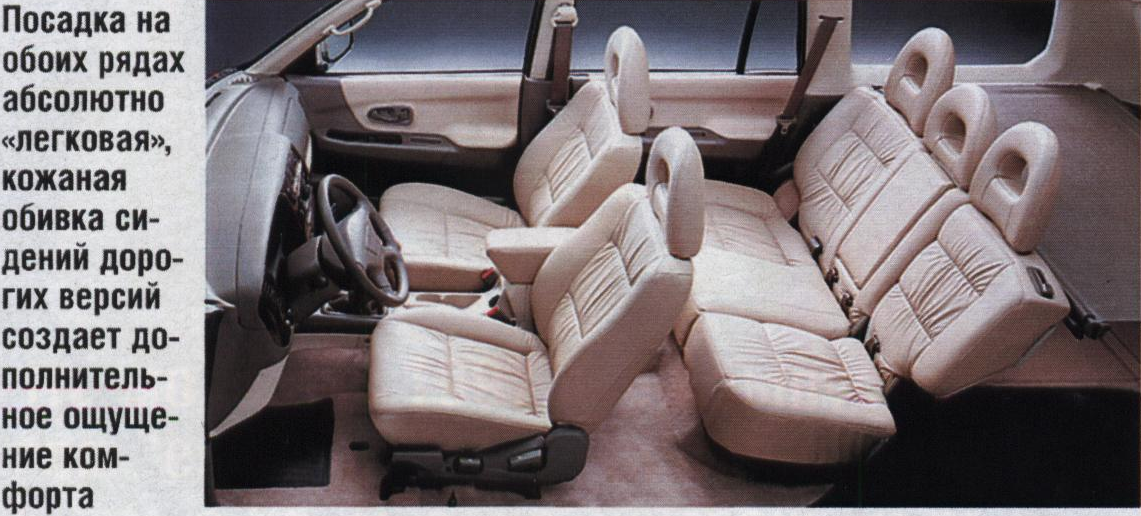 Посадка на
обоих рядах
абсолютно
«легковая»,
кожаная
обивка си-
дений доро-
гих версий
создает до-
полнитель-
ное ощуще-
ние ком-
форта